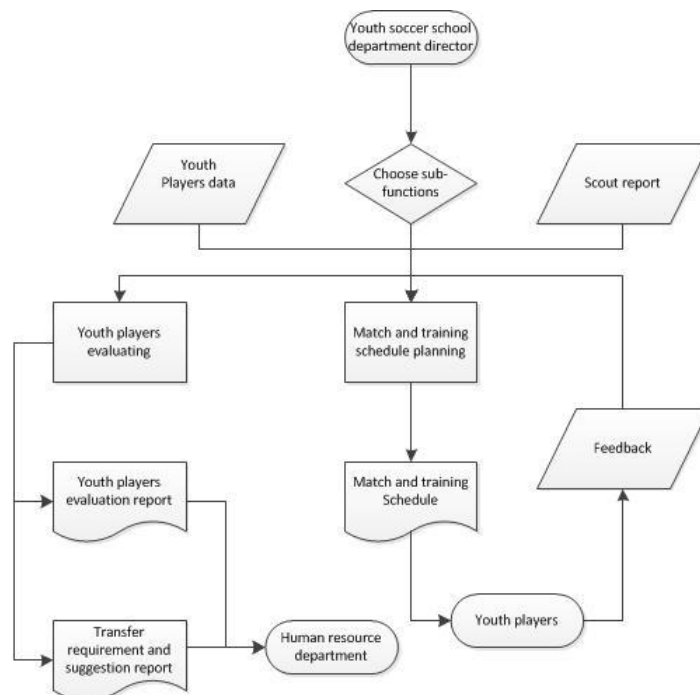 Youth soccer school
department director
Youth
Players data
Choose sub-
functions
Scout report
Youth players
evaluating
Match and training
schedule planning
Feedback
Youth players
evaluation report
Match and training
Schedule
Youth players
Transfer
requirement and
suggestion report
Human resource
department